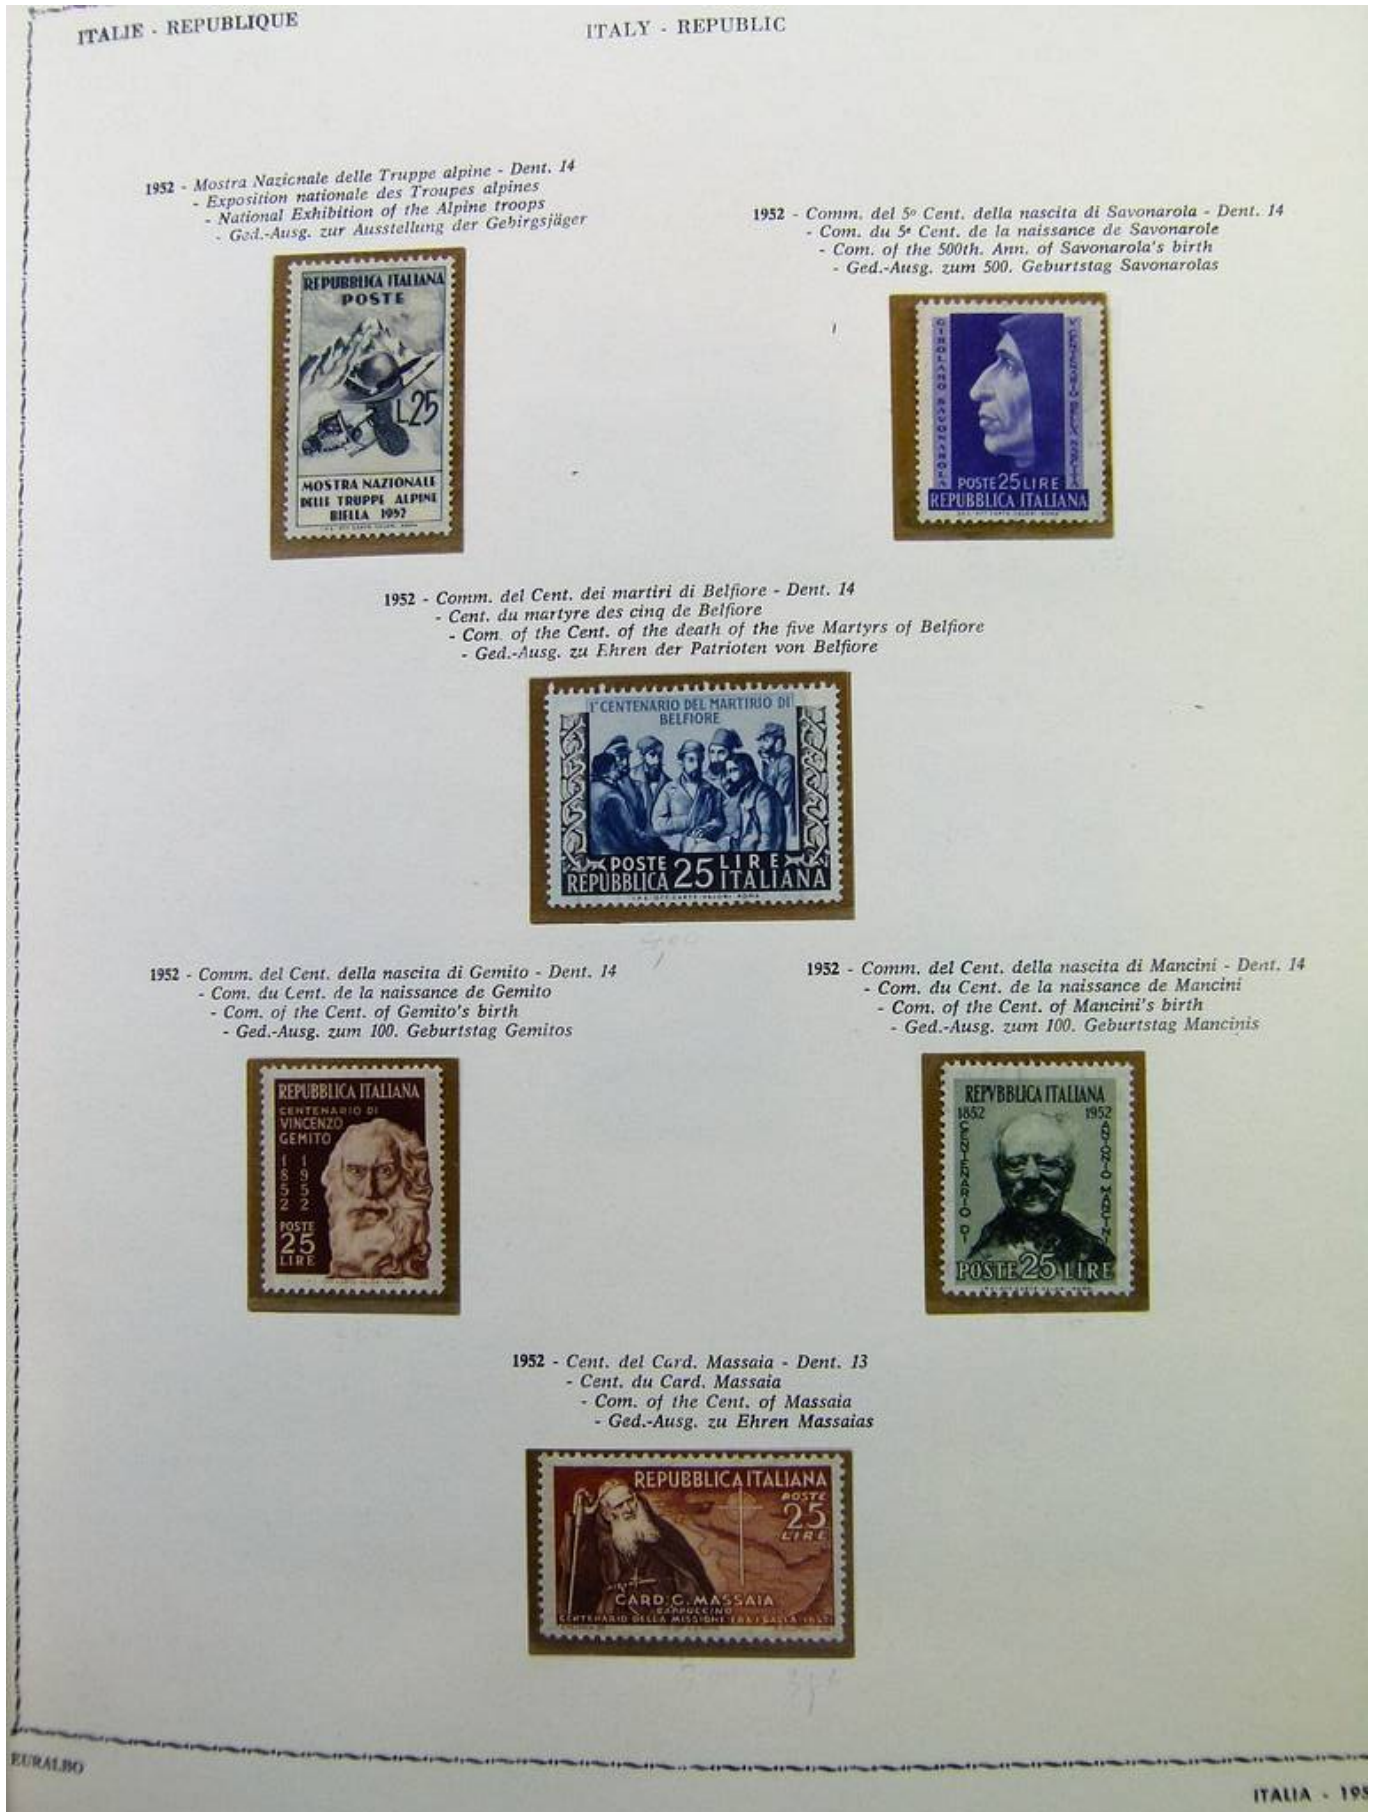 ITALIE - REPUBLIQUE
ITALY - REPUBLIC
1952 - Mostra Nazionale delle Truppe alpine - Dent. 14
- Exposition nationale des Troupes alpines
- National Exhibition of the Alpine troops
- Ged.-Ausg. zur Ausstellung der Gebirgsjäger
REPUBBLICA ITALIANA
POSTE
L.25
MOSTRA NAZIONALE
DELLE TRUPPE ALPINE
BIELLA 1952
1952 - Comm. del 5º Cent. della nascita di Savonarola - Dent. 14
- Com. du 5e Cent. de la naissance de Savonarole
- Com. of the 500th. Ann. of Savonarola's birth
- Ged.-Ausg. zum 500. Geburtstag Savonarolas
GIROLAMO SAVONAROLA
V CENTENARIO DELLA NASCITA
POSTE 25 LIRE
REPUBBLICA ITALIANA
1952 - Comm. del Cent. dei martiri di Belfiore - Dent. 14
- Cent. du martyre des cinq de Belfiore
- Com. of the Cent. of the death of the five Martyrs of Belfiore
- Ged.-Ausg. zu Ehren der Patrioten von Belfiore
1º CENTENARIO DEL MARTIRIO DI
BELFIORE
POSTE 25 LIRE
REPUBBLICA ITALIANA
1952 - Comm. del Cent. della nascita di Gemito - Dent. 14
- Com. du Cent. de la naissance de Gemito
- Com. of the Cent. of Gemito's birth
- Ged.-Ausg. zum 100. Geburtstag Gemitos
REPUBBLICA ITALIANA
CENTENARIO DI
VINCENZO
GEMITO
1852 1952
POSTE
25
LIRE
1952 - Comm. del Cent. della nascita di Mancini - Dent. 14
- Com. du Cent. de la naissance de Mancini
- Com. of the Cent. of Mancini's birth
- Ged.-Ausg. zum 100. Geburtstag Mancinis
REPVBBLICA ITALIANA
1852 1952
CENTENARIO DI
ANTONIO MANCINI
POSTE 25 LIRE
1952 - Cent. del Card. Massaia - Dent. 13
- Cent. du Card. Massaia
- Com. of the Cent. of Massaia
- Ged.-Ausg. zu Ehren Massaias
REPUBBLICA ITALIANA
POSTE
25
LIRE
CARD. G. MASSAIA
CAPPUCCINO
CENTENARIO DELLA MISSIONE
EURALBO
ITALIA - 195